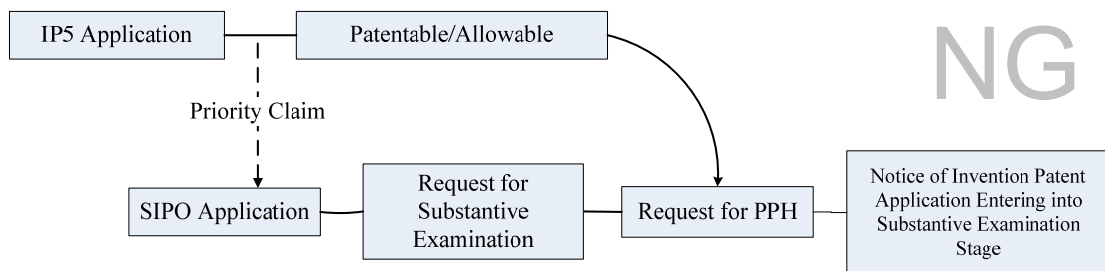 IP5 Application
Patentable/Allowable
NG
Priority Claim
SIPO Application
Request for
Substantive
Examination
Request for PPH
Notice of Invention Patent
Application Entering into
Substantive Examination
Stage